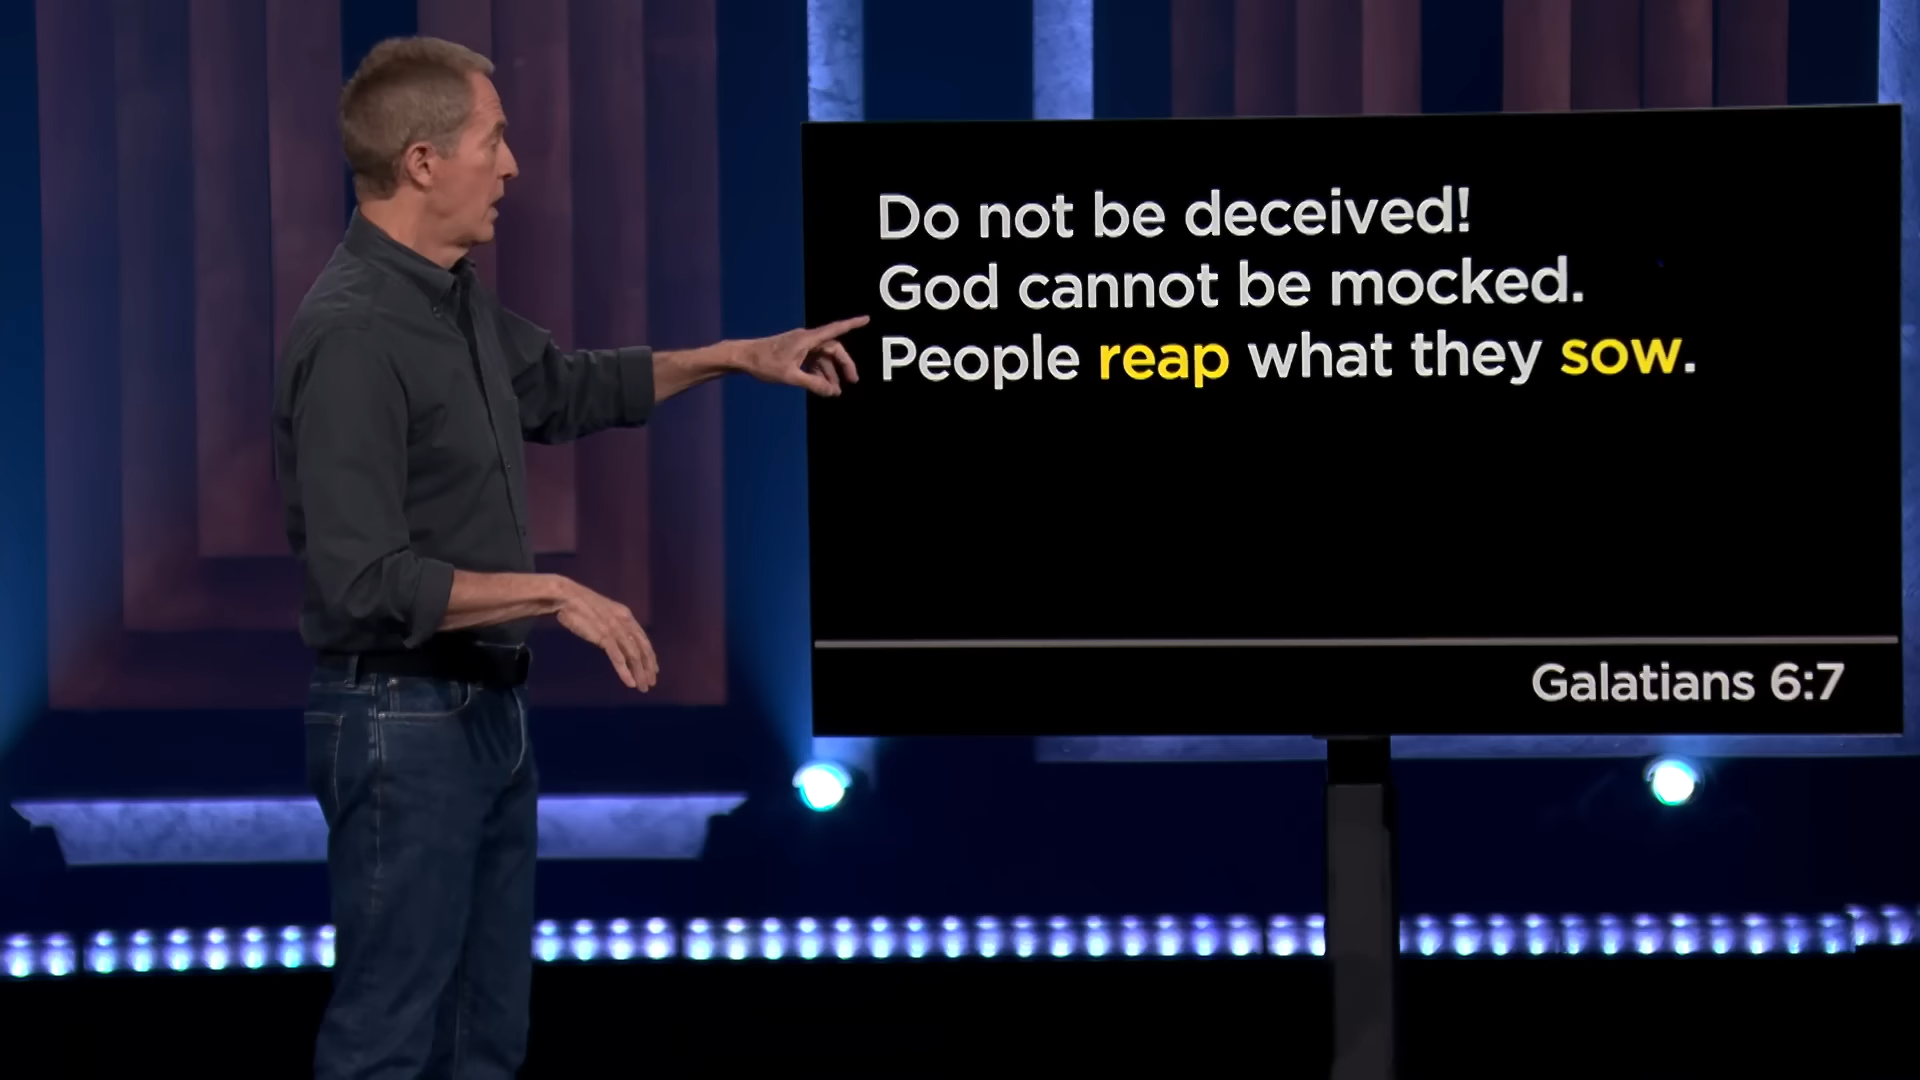 Do not be deceived!
God cannot be mocked.
People reap what they sow.
Galatians 6:7